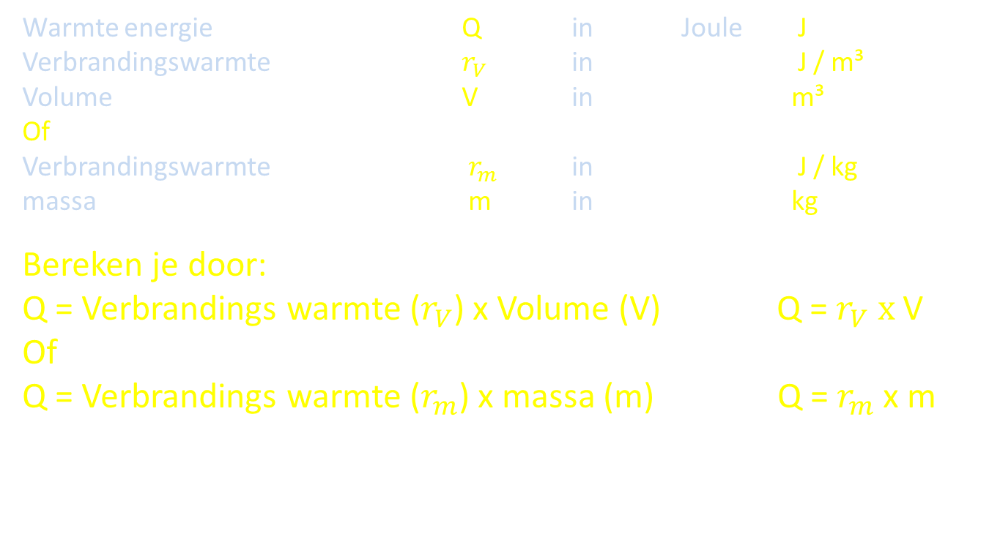 Warmte energie Q in Joule J
Verbrandingswarmte r_V in J / m³
Volume V in m³
Of
Verbrandingswarmte r_m in J / kg
massa m in kg
Bereken je door:
Q = Verbrandings warmte (r_V) x Volume (V) Q = r_V x V
Of
Q = Verbrandings warmte (r_m) x massa (m) Q = r_m x m